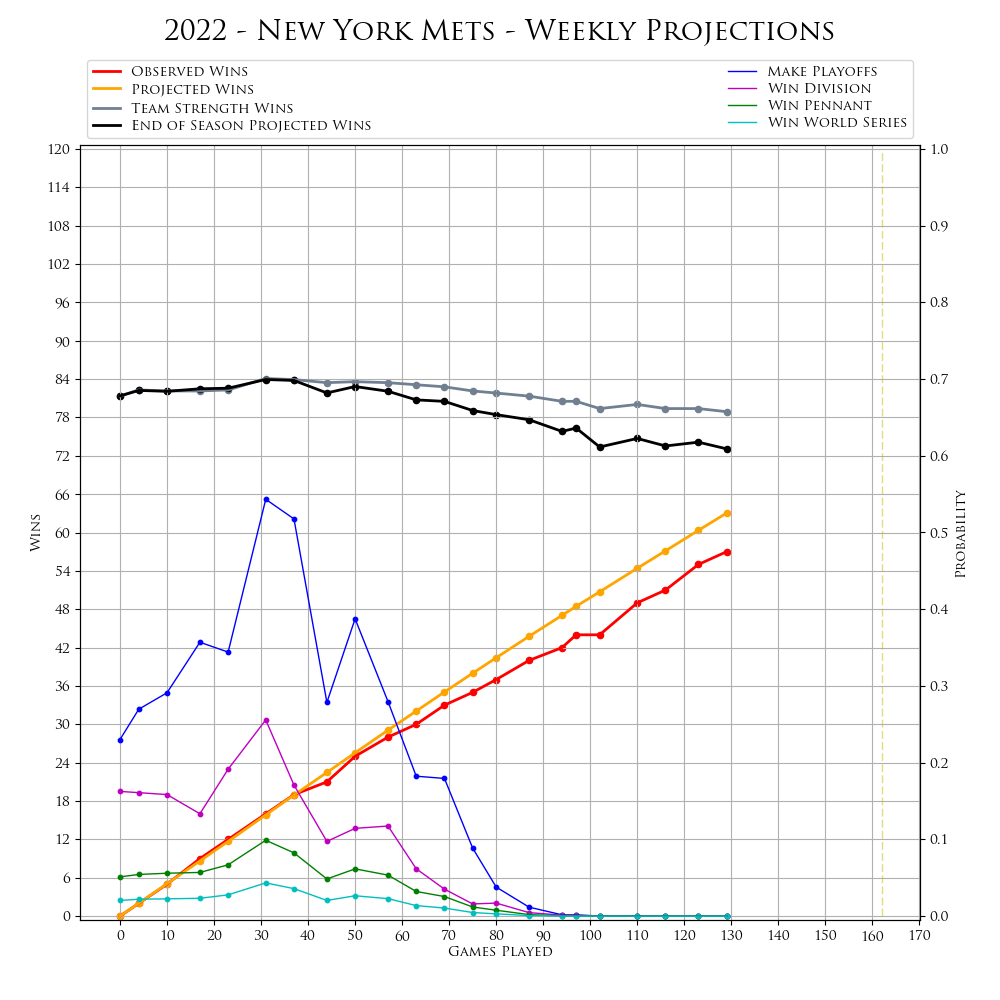 2022 - New York Mets - Weekly Projections
Observed Wins
Projected Wins
Team Strength Wins
End of Season Projected Wins
Make Playoffs
Win Division
Win Pennant
Win World Series
120
114
108
102
96
90
84
78
72
66
60
54
48
42
36
30
24
18
12
6
0
Wins
1.0
0.9
0.8
0.7
0.6
0.5
0.4
0.3
0.2
0.1
0.0
Probability
0 10 20 30 40 50 60 70 80 90 100 110 120 130 140 150 160 170
Games Played